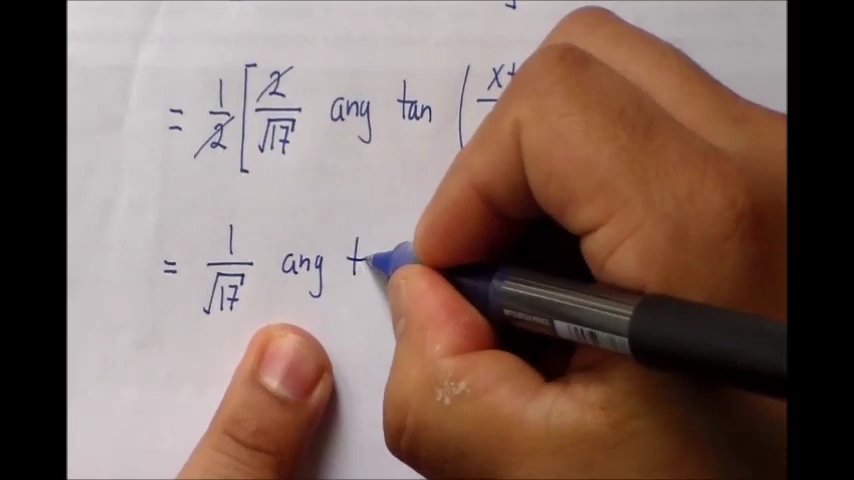 = 1/2 [ 2/√17 ang tan ( x+
= 1/√17 ang t